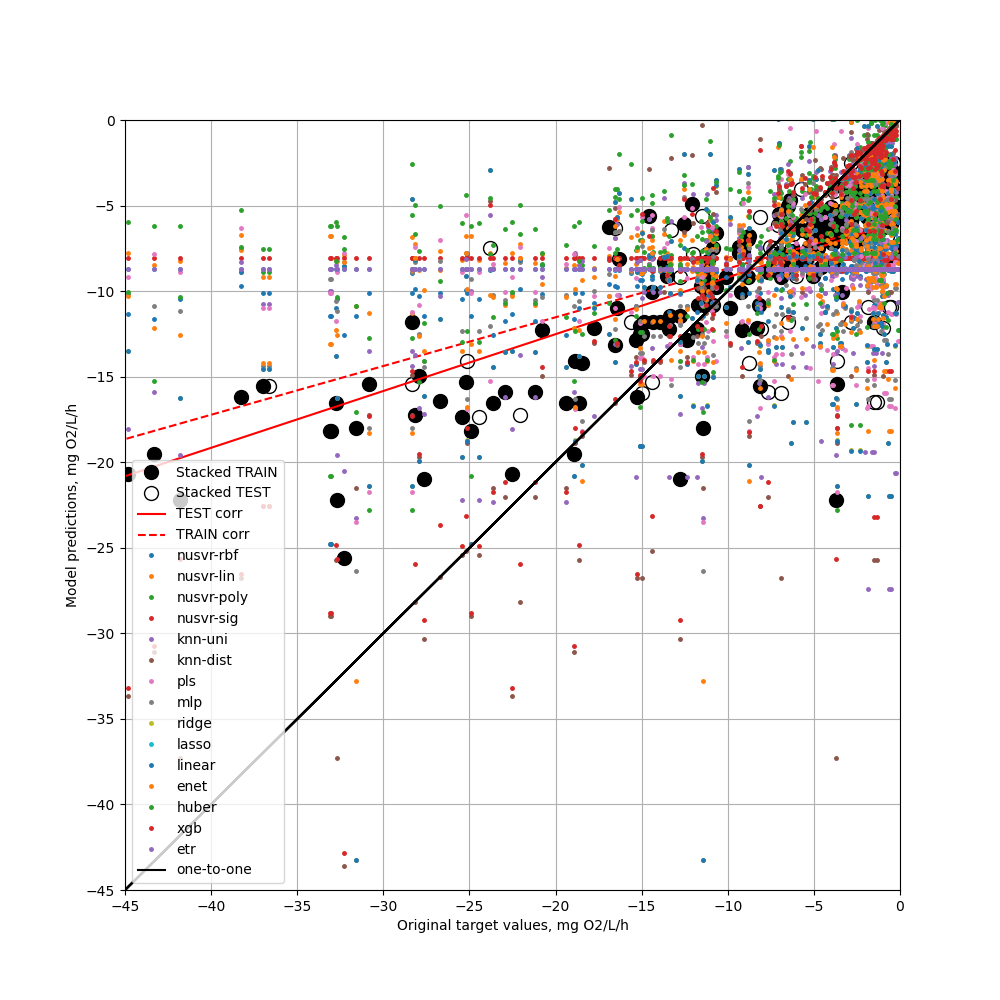 0
−5
−10
−15
−20
−25
−30
−35
−40
−45
−45
−40
−35
−30
−25
−20
−15
−10
−5
0
Model predictions, mg O2/L/h
Original target values, mg O2/L/h
Stacked TRAIN
Stacked TEST
TEST corr
TRAIN corr
nusvr-rbf
nusvr-lin
nusvr-poly
nusvr-sig
knn-uni
knn-dist
pls
mlp
ridge
lasso
linear
enet
huber
xgb
etr
one-to-one